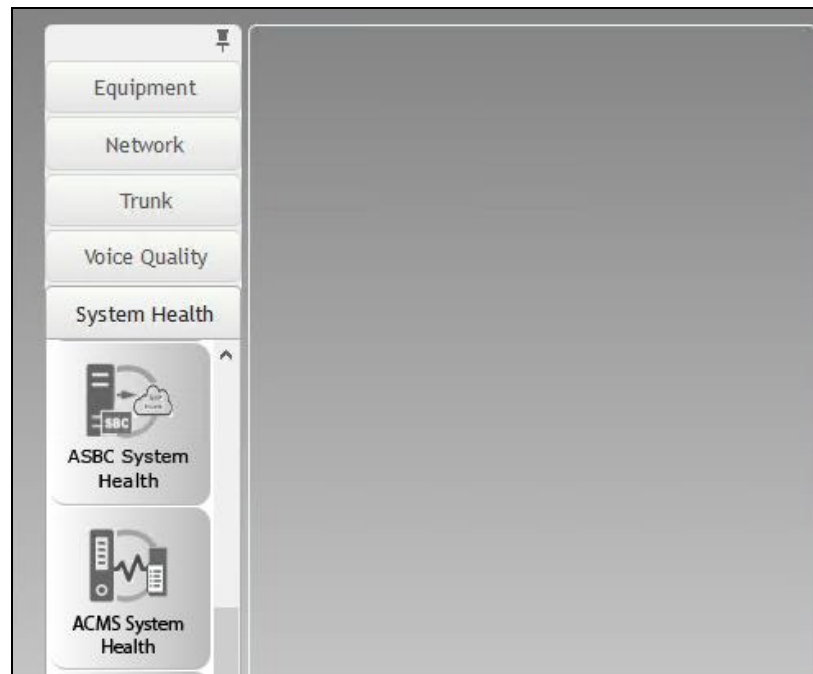 Equipment
Network
Trunk
Voice Quality
System Health
SBC
ASBC System
Health
ACMS System
Health